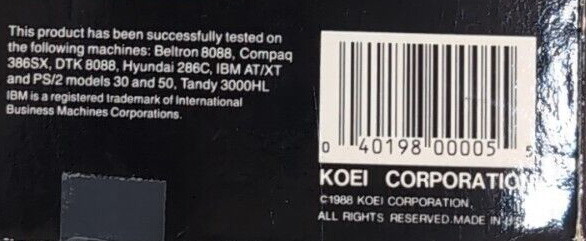 This product has been successfully tested on
the following machines: Beltron 8088, Compaq
386SX, DTK 8088, Hyundai 286C, IBM AT/XT
and PS/2 models 30 and 50, Tandy 3000HL
IBM is a registered trademark of International
Business Machines Corporations.
0 40198 00005 5
KOEI CORPORATION
©1988 KOEI CORPORATION,
ALL RIGHTS RESERVED. MADE IN